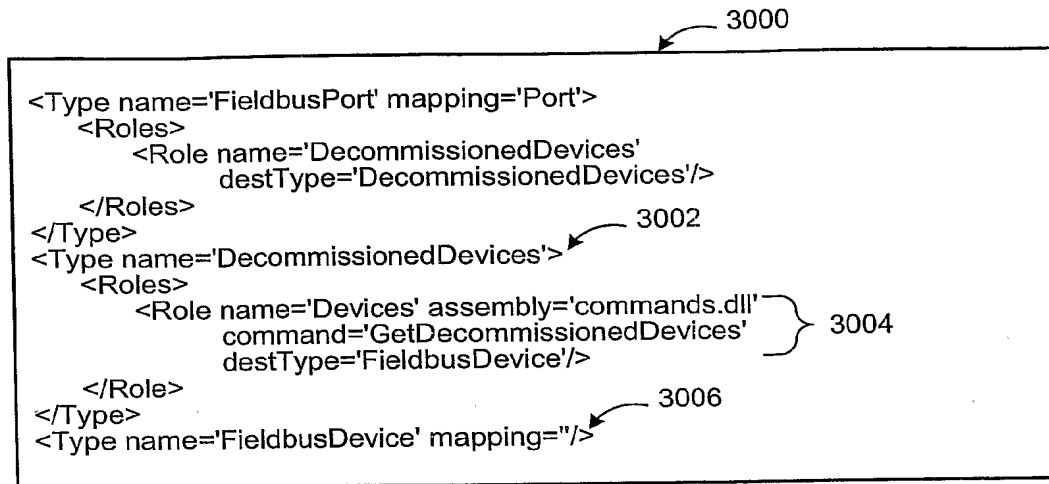 3000
<Type name='FieldbusPort' mapping='Port'>
<Roles>
<Role name='DecommissionedDevices'
destType='DecommissionedDevices'/>
</Roles>
</Type>
3002
<Type name='DecommissionedDevices'>
<Roles>
<Role name='Devices' assembly='commands.dll'
command='GetDecommissionedDevices'
destType='FieldbusDevice'/>
3004
</Role>
</Type>
3006
<Type name='FieldbusDevice' mapping=''/>